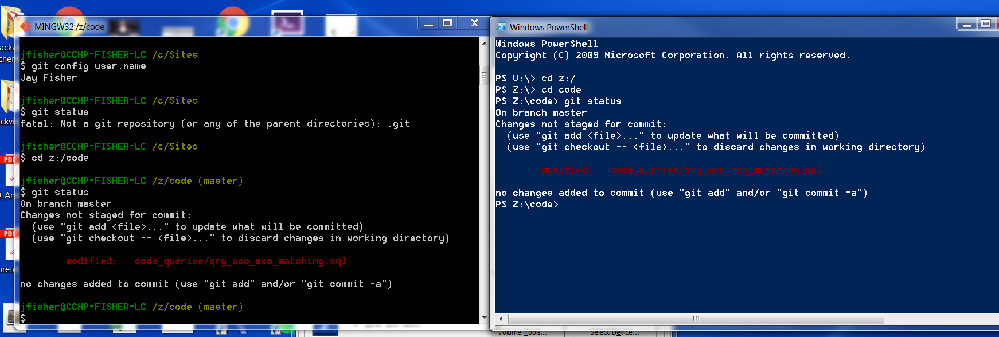 MINGW32:/z/code
jfisher@CCHP-FISHER-LC /c/Sites
$ git config user.name
Jay Fisher
jfisher@CCHP-FISHER-LC /c/Sites
$ git status
fatal: Not a git repository (or any of the parent directories): .git
jfisher@CCHP-FISHER-LC /c/Sites
$ cd z:/code
jfisher@CCHP-FISHER-LC /z/code (master)
$ git status
On branch master
Changes not staged for commit:
  (use "git add <file>..." to update what will be committed)
  (use "git checkout -- <file>..." to discard changes in working directory)
        modified:   code_queries/qry_aco_mco_matching.sql
no changes added to commit (use "git add" and/or "git commit -a")
jfisher@CCHP-FISHER-LC /z/code (master)
$
Windows PowerShell
Windows PowerShell
Copyright (C) 2009 Microsoft Corporation. All rights reserved.
PS U:\> cd z:/
PS Z:\> cd code
PS Z:\code> git status
On branch master
Changes not staged for commit:
  (use "git add <file>..." to update what will be committed)
  (use "git checkout -- <file>..." to discard changes in working directory)
        modified:   code_queries/qry_aco_mco_matching.sql
no changes added to commit (use "git add" and/or "git commit -a")
PS Z:\code>
PDF
PDF
Volume Tools...
Select Device...